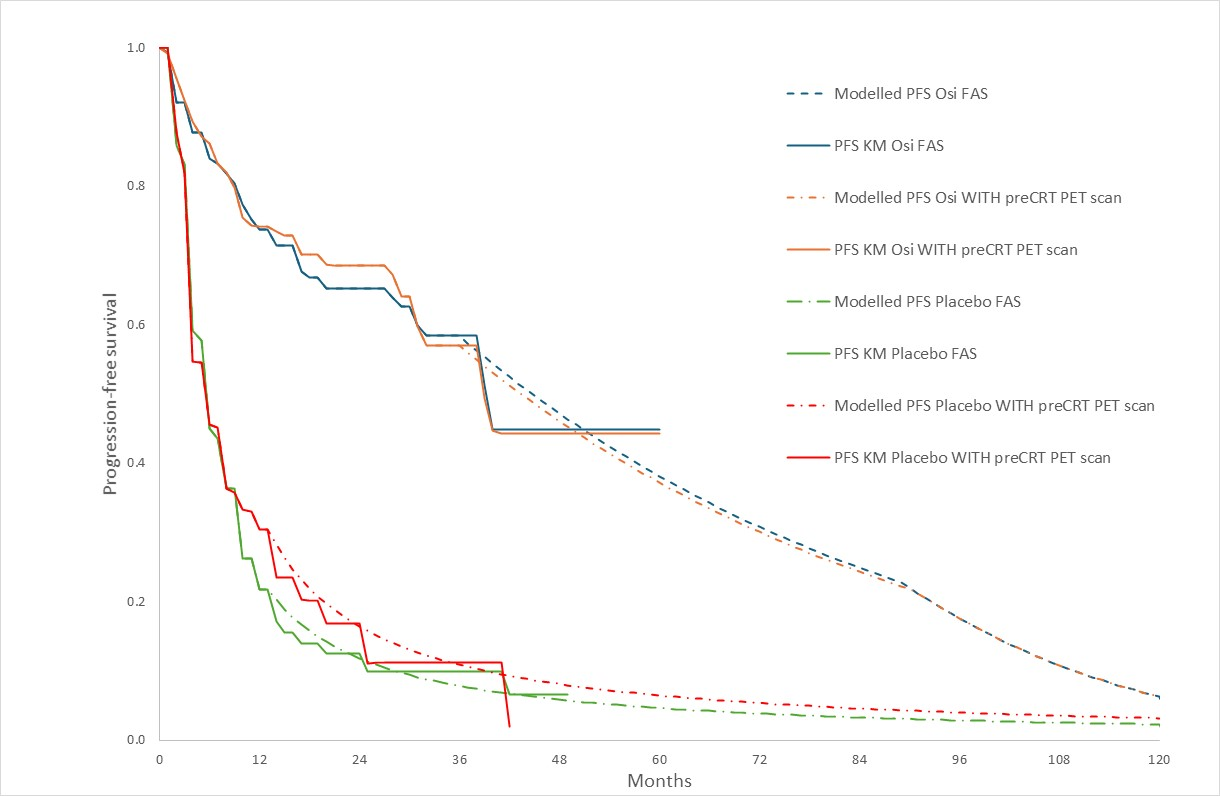 1.0
0.8
0.6
0.4
0.2
0.0
Progression-free survival
Modelled PFS Osi FAS
PFS KM Osi FAS
Modelled PFS Osi WITH preCRT PET scan
PFS KM Osi WITH preCRT PET scan
Modelled PFS Placebo FAS
PFS KM Placebo FAS
Modelled PFS Placebo WITH preCRT PET scan
PFS KM Placebo WITH preCRT PET scan
0 12 24 36 48 60 72 84 96 108 120
Months